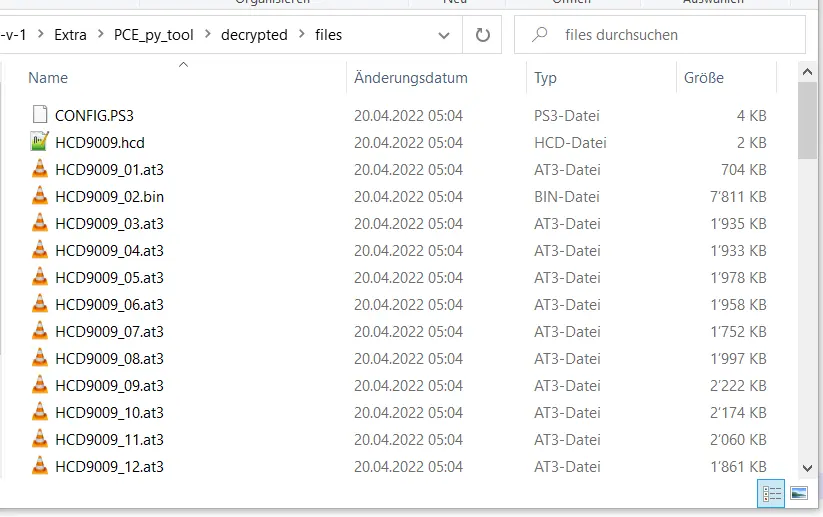 Organisieren Neu Öffnen Auswählen
-v-1 > Extra > PCE_py_tool > decrypted > files files durchsuchen
Name Änderungsdatum Typ Größe
CONFIG.PS3 20.04.2022 05:04 PS3-Datei 4 KB
HCD9009.hcd 20.04.2022 05:04 HCD-Datei 2 KB
HCD9009_01.at3 20.04.2022 05:04 AT3-Datei 704 KB
HCD9009_02.bin 20.04.2022 05:04 BIN-Datei 7’811 KB
HCD9009_03.at3 20.04.2022 05:04 AT3-Datei 1’935 KB
HCD9009_04.at3 20.04.2022 05:04 AT3-Datei 1’933 KB
HCD9009_05.at3 20.04.2022 05:04 AT3-Datei 1’978 KB
HCD9009_06.at3 20.04.2022 05:04 AT3-Datei 1’958 KB
HCD9009_07.at3 20.04.2022 05:04 AT3-Datei 1’752 KB
HCD9009_08.at3 20.04.2022 05:04 AT3-Datei 1’997 KB
HCD9009_09.at3 20.04.2022 05:04 AT3-Datei 2’222 KB
HCD9009_10.at3 20.04.2022 05:04 AT3-Datei 2’174 KB
HCD9009_11.at3 20.04.2022 05:04 AT3-Datei 2’060 KB
HCD9009_12.at3 20.04.2022 05:04 AT3-Datei 1’861 KB